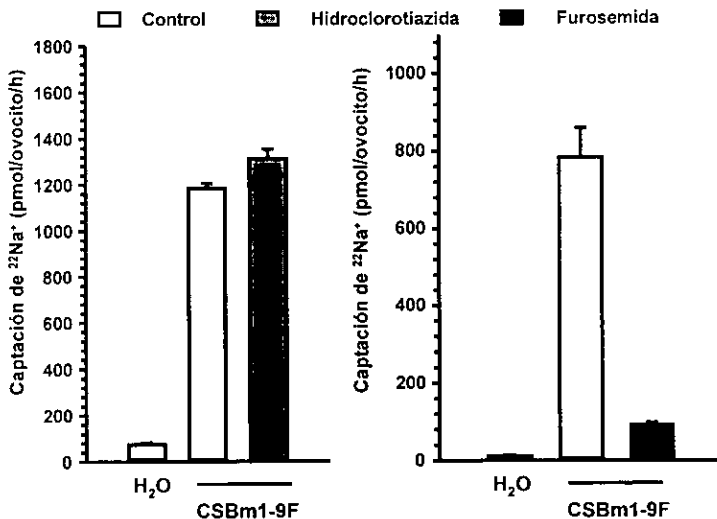 Control Hidroclorotiazida Furosemida
Captación de ²²Na⁺ (pmol/ovocito/h)
1800
1600
1400
1200
1000
800
600
400
200
0
H₂O
CSBm1-9F
Captación de ²²Na⁺ (pmol/ovocito/h)
1000
800
600
400
200
0
H₂O
CSBm1-9F